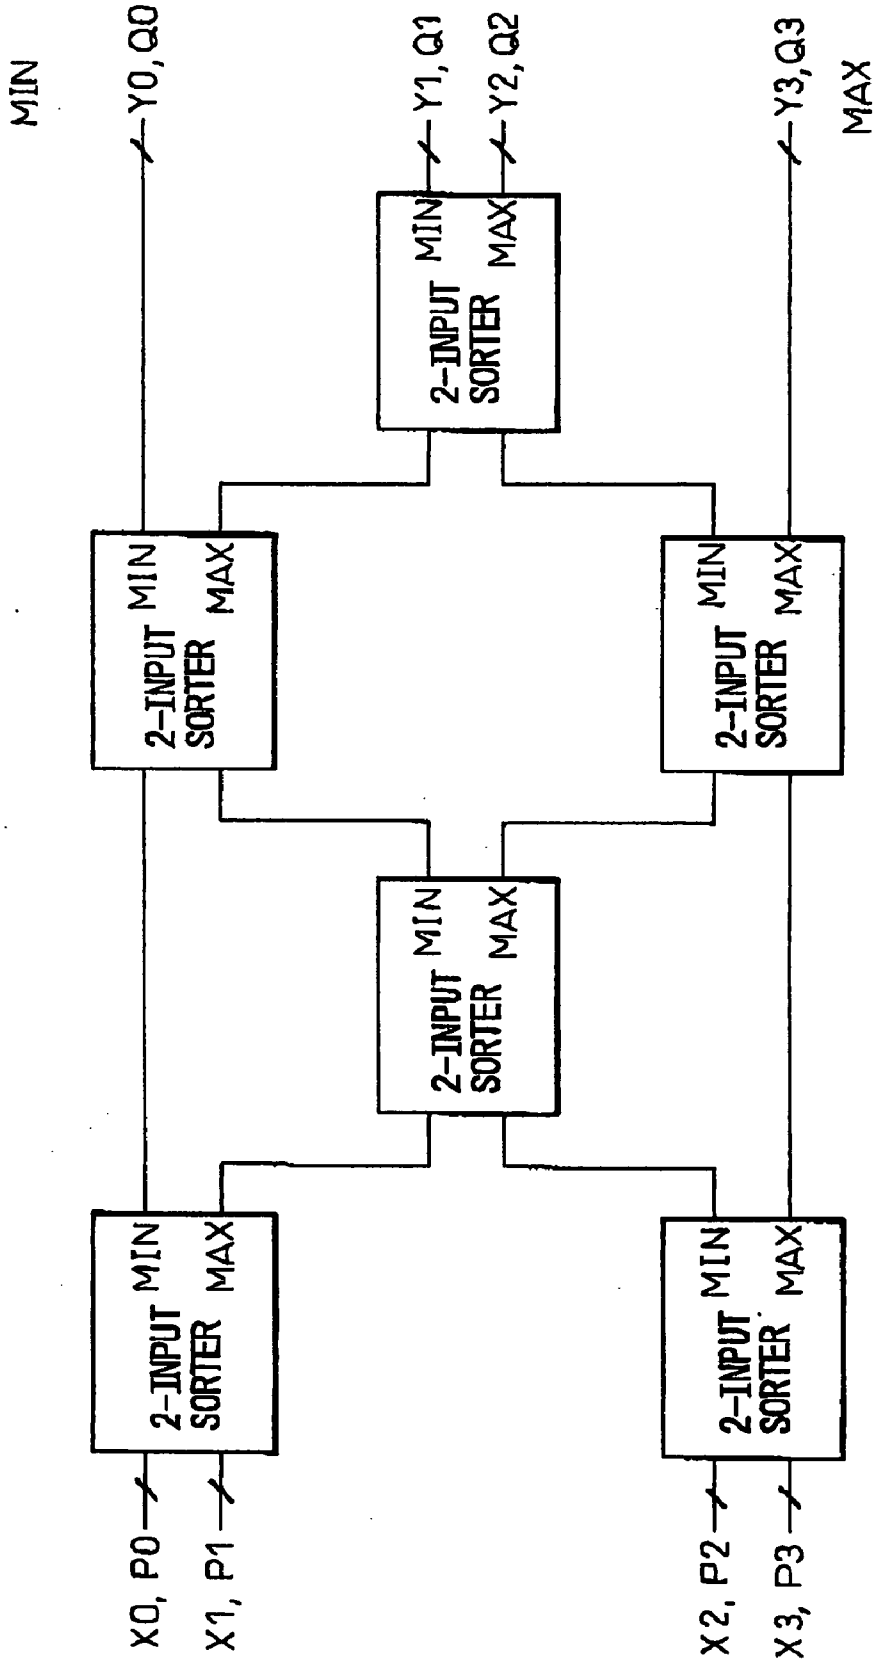 MIN
X0, P0
2-INPUT
SORTER
MIN
MAX
2-INPUT
SORTER
MIN
MAX
Y0, Q0
X1, P1
2-INPUT
SORTER
MIN
MAX
2-INPUT
SORTER
MIN
MAX
Y1, Q1
Y2, Q2
X2, P2
2-INPUT
SORTER
MIN
MAX
2-INPUT
SORTER
MIN
MAX
Y3, Q3
X3, P3
MAX